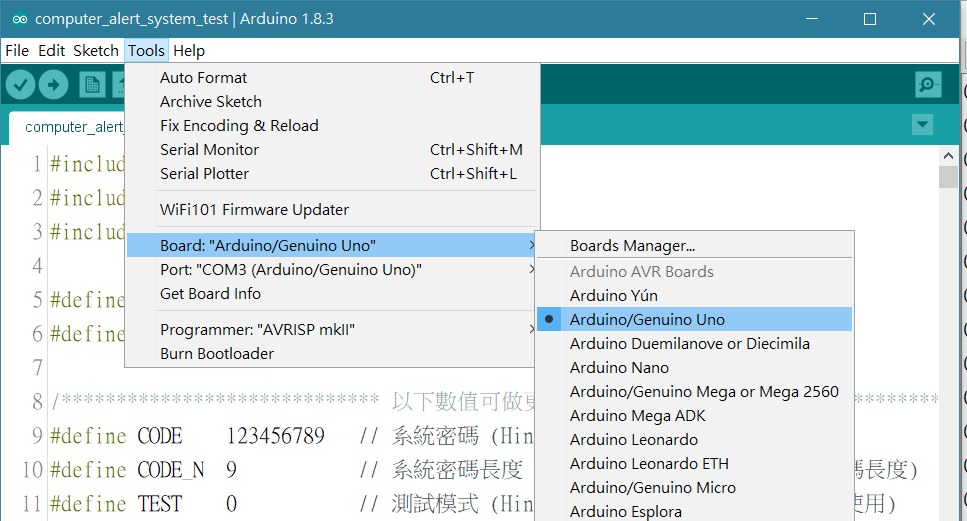 computer_alert_system_test | Arduino 1.8.3
File Edit Sketch Tools Help
Auto Format Ctrl+T
Archive Sketch
Fix Encoding & Reload
Serial Monitor Ctrl+Shift+M
Serial Plotter Ctrl+Shift+L
WiFi101 Firmware Updater
Board: "Arduino/Genuino Uno"
Port: "COM3 (Arduino/Genuino Uno)"
Get Board Info
Programmer: "AVRISP mkII"
Burn Bootloader
Boards Manager...
Arduino AVR Boards
Arduino Yún
Arduino/Genuino Uno
Arduino Duemilanove or Diecimila
Arduino Nano
Arduino/Genuino Mega or Mega 2560
Arduino Mega ADK
Arduino Leonardo
Arduino Leonardo ETH
Arduino/Genuino Micro
Arduino Esplora
computer_alert_
1 #includ
2 #includ
3 #includ
4
5 #define
6 #define
7
8 /****************************** 以下數值可做
9 #define CODE 123456789 // 系統密碼 (Hin
10 #define CODE_N 9 // 系統密碼長度 碼長度)
11 #define TEST 0 // 測試模式 (Hin 使用)